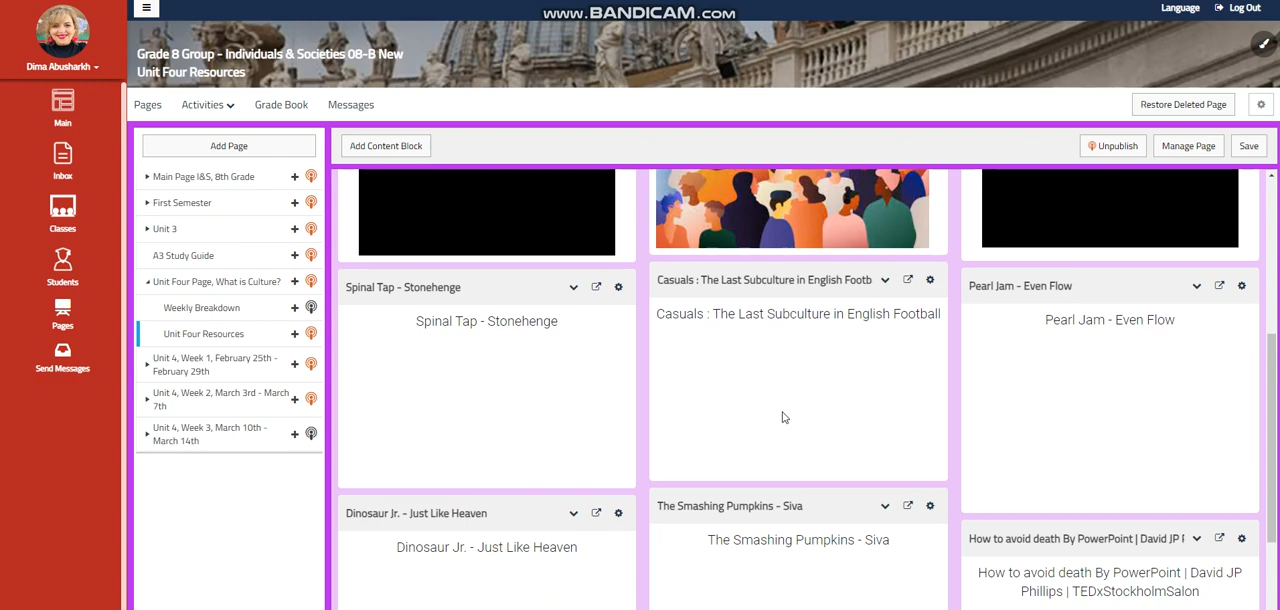 www.BANDICAM.com
Language
Log Out
Dima Abusharkh
Grade 8 Group - Individuals & Societies 08-B New
Unit Four Resources
Pages
Activities
Grade Book
Messages
Restore Deleted Page
Main
Inbox
Classes
Students
Pages
Send Messages
Add Page
Main Page I&S, 8th Grade
First Semester
Unit 3
A3 Study Guide
Unit Four Page, What is Culture?
Weekly Breakdown
Unit Four Resources
Unit 4, Week 1, February 25th -
February 29th
Unit 4, Week 2, March 3rd - March
7th
Unit 4, Week 3, March 10th -
March 14th
Add Content Block
Unpublish
Manage Page
Save
Spinal Tap - Stonehenge
Spinal Tap - Stonehenge
Casuals : The Last Subculture in English Footb
Casuals : The Last Subculture in English Football
Pearl Jam - Even Flow
Pearl Jam - Even Flow
Dinosaur Jr. - Just Like Heaven
Dinosaur Jr. - Just Like Heaven
The Smashing Pumpkins - Siva
The Smashing Pumpkins - Siva
How to avoid death By PowerPoint | David JP P
How to avoid death By PowerPoint | David JP
Phillips | TEDxStockholmSalon